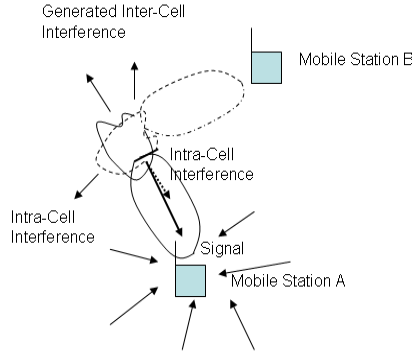 Generated Inter-Cell
Interference
Mobile Station B
Intra-Cell
Interference
Intra-Cell
Interference
Signal
Mobile Station A